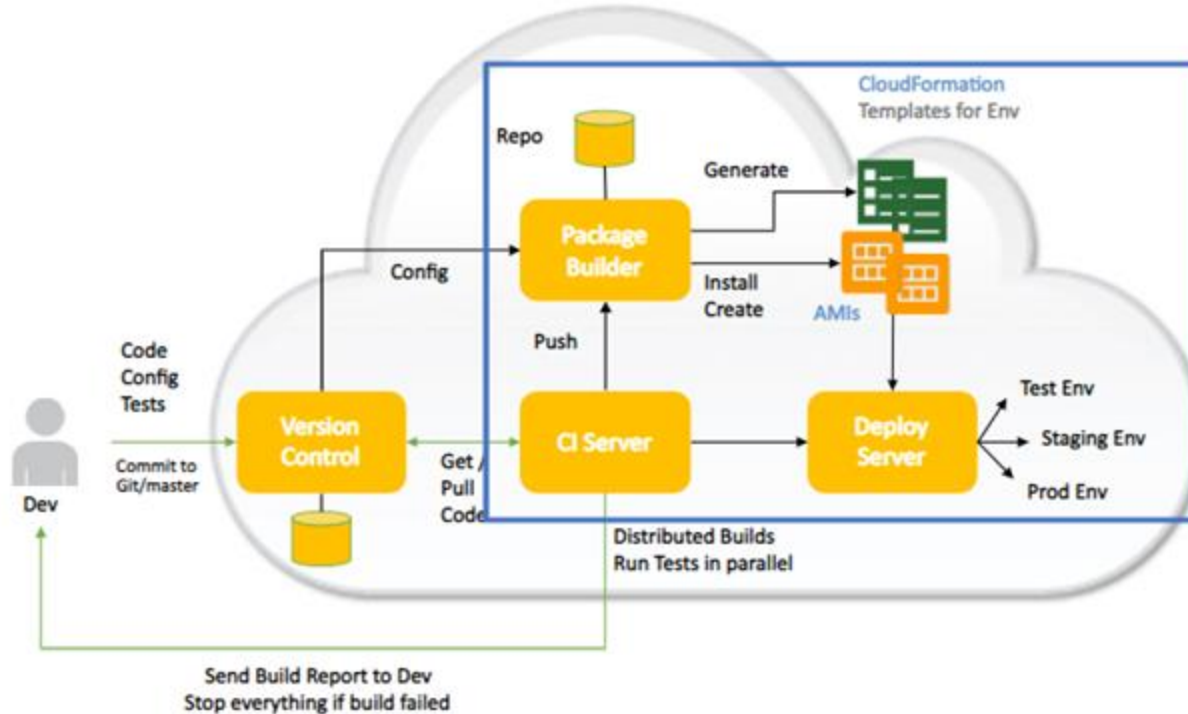 CloudFormation
Templates for Env
Repo
Generate
Package
Builder
Config
Install
Create
AMIs
Push
Code
Config
Tests
Test Env
Version
Control
CI Server
Deploy
Server
Staging Env
Commit to
Git/master
Get /
Pull
Code
Prod Env
Dev
Distributed Builds
Run Tests in parallel
Send Build Report to Dev
Stop everything if build failed